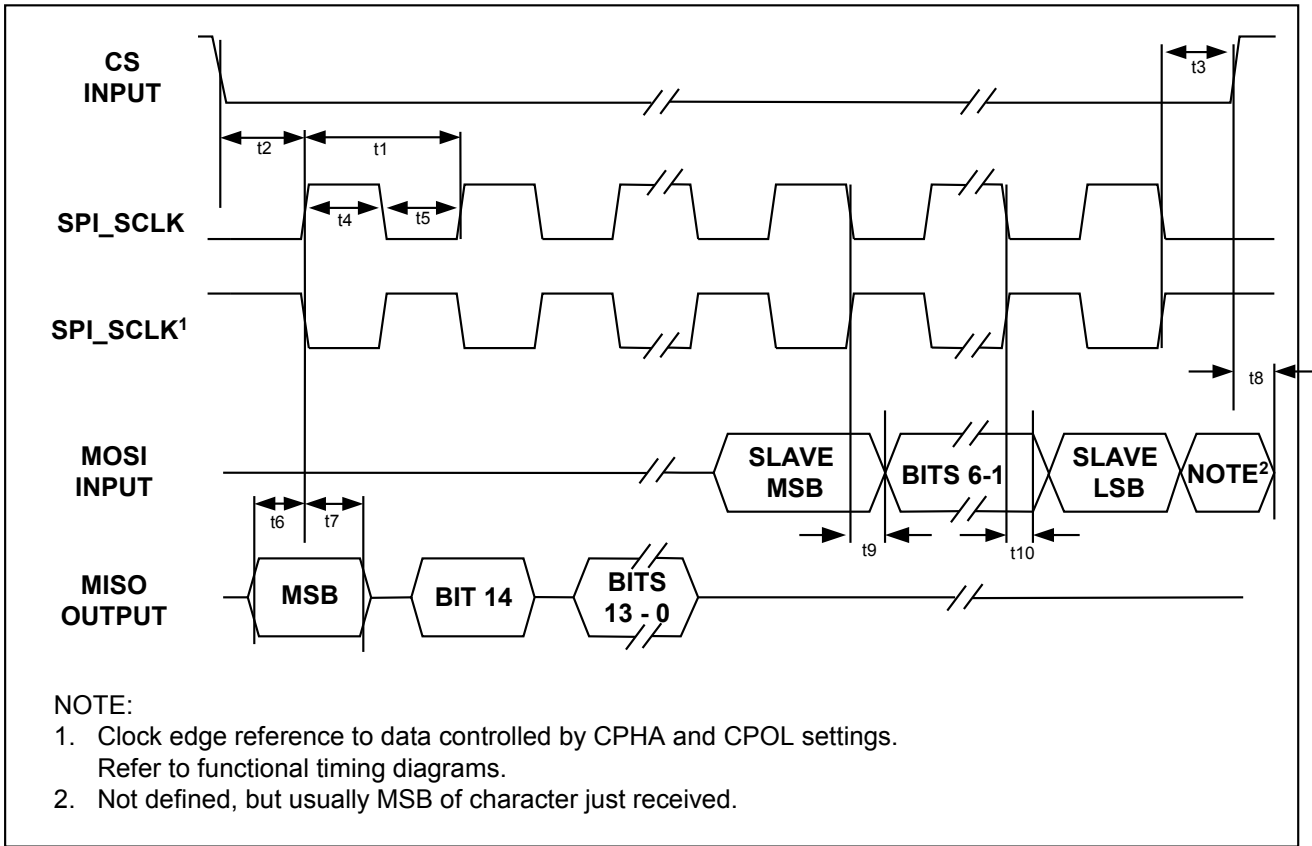 CS
INPUT
t3
t2
t1
SPI_SCLK
t4
t5
SPI_SCLK¹
t8
MOSI
INPUT
SLAVE
MSB
BITS 6-1
SLAVE
LSB
NOTE²
t6
t7
t9
t10
MISO
OUTPUT
MSB
BIT 14
BITS
13 - 0
NOTE:
1. Clock edge reference to data controlled by CPHA and CPOL settings.
Refer to functional timing diagrams.
2. Not defined, but usually MSB of character just received.